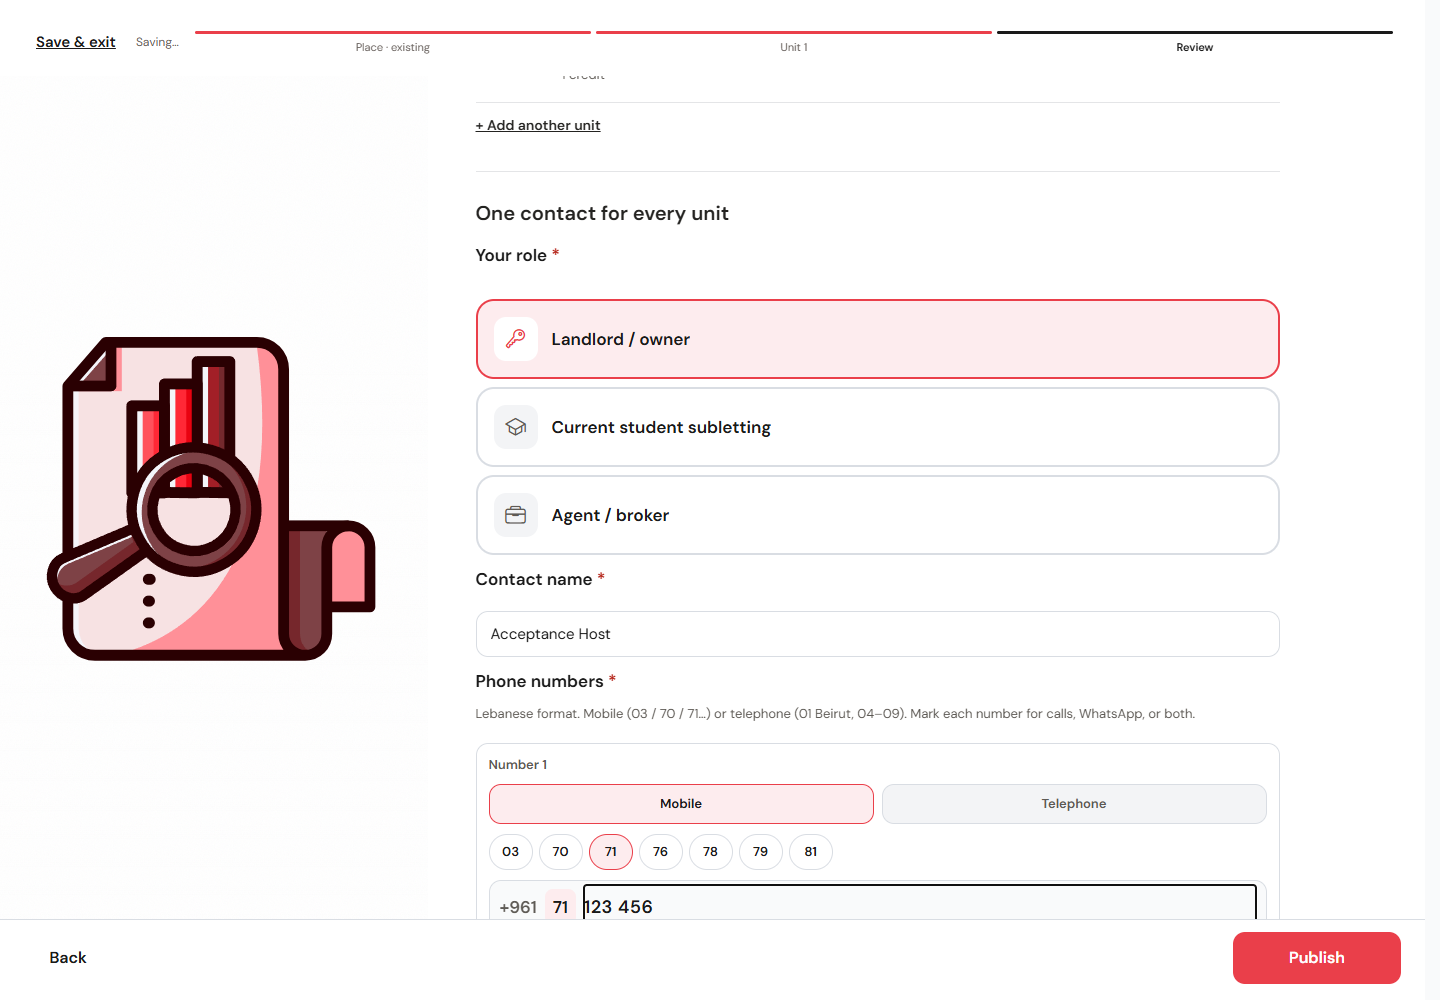 Save & exit
Saving...
Place · existing
Unit 1
Review
+ Add another unit
One contact for every unit
Your role *
Landlord / owner
Current student subletting
Agent / broker
Contact name *
Acceptance Host
Phone numbers *
Lebanese format. Mobile (03 / 70 / 71...) or telephone (01 Beirut, 04–09). Mark each number for calls, WhatsApp, or both.
Number 1
Mobile
Telephone
03
70
71
76
78
79
81
+961 71 123 456
Back
Publish